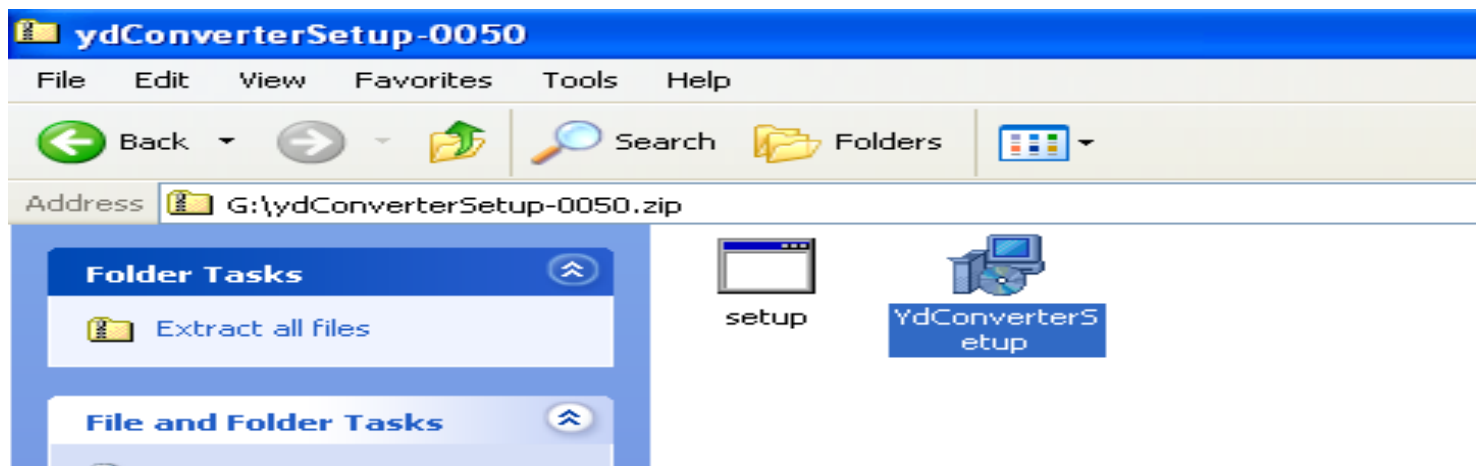 ydConverterSetup-0050
File Edit View Favorites Tools Help
Back Search Folders
Address G:\ydConverterSetup-0050.zip
Folder Tasks
Extract all files
File and Folder Tasks
setup
YdConverterS
etup